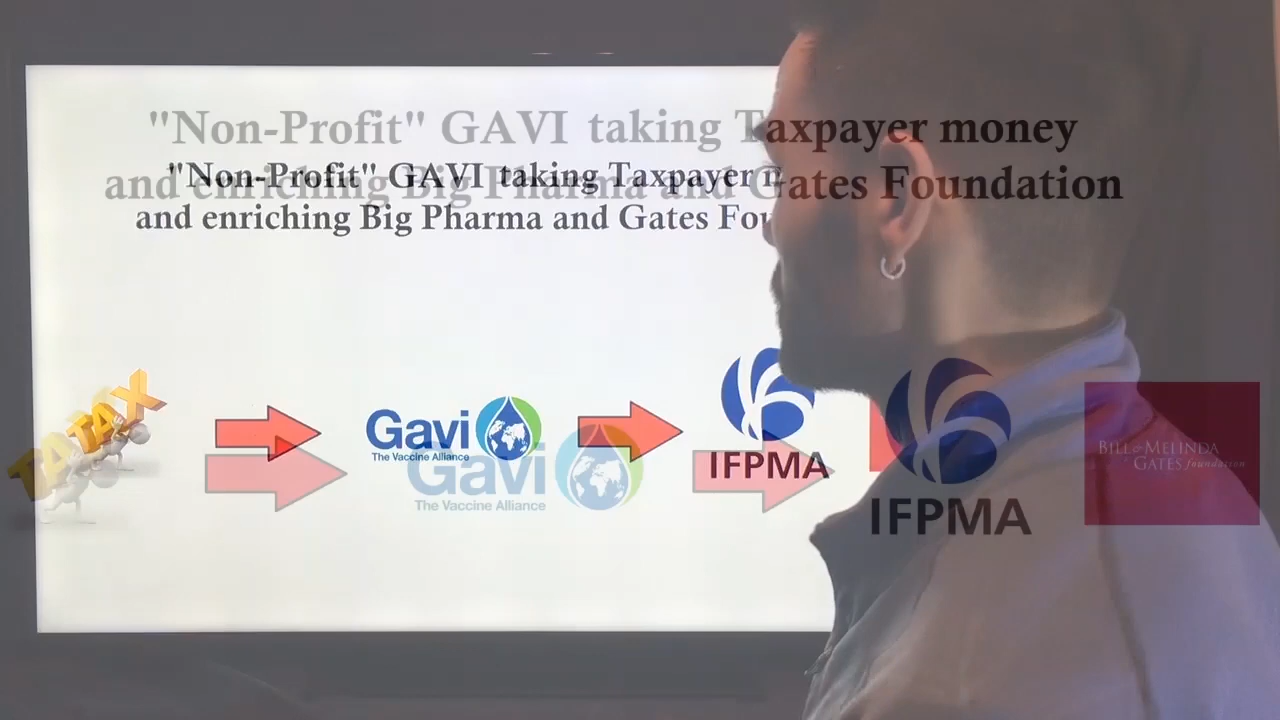 "Non-Profit" GAVI taking Taxpayer money
and enriching Big Pharma and Gates Foundation
"Non-Profit" GAVI taking Taxpayer
and enriching Big Pharma and Gates
TAX
TAX
Gavi
The Vaccine Alliance
Gavi
The Vaccine Alliance
IFPMA
IFPMA
BILL & MELINDA
GATES foundation